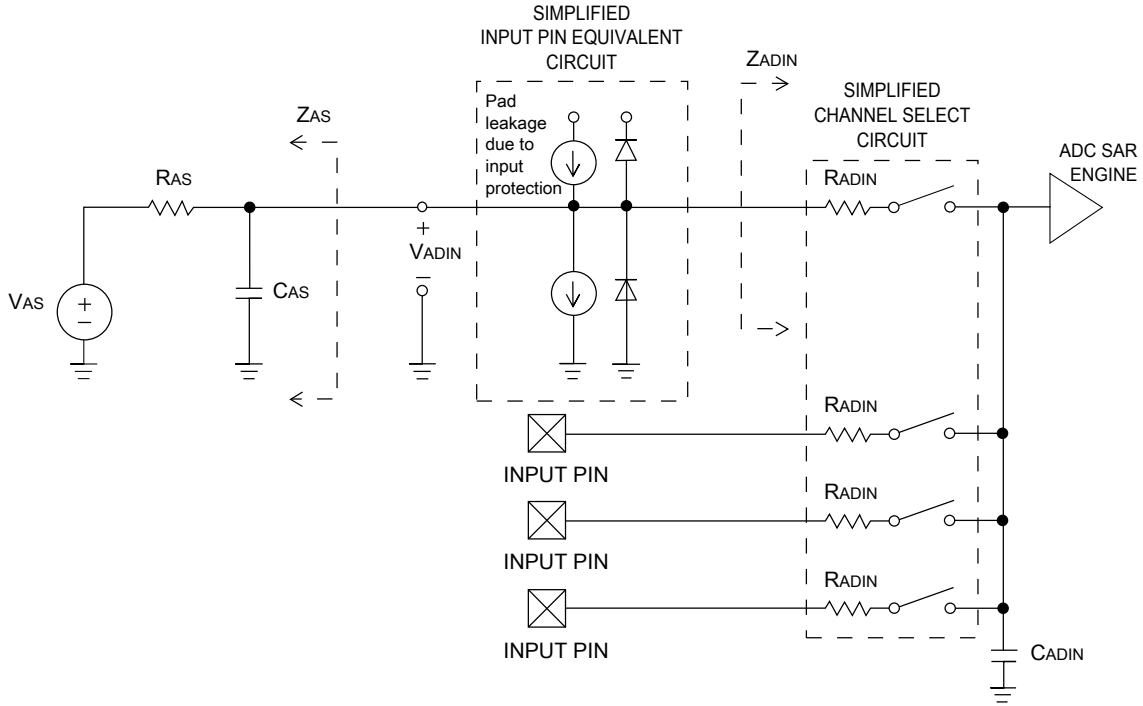 SIMPLIFIED
INPUT PIN EQUIVALENT
CIRCUIT
ZADIN
SIMPLIFIED
CHANNEL SELECT
CIRCUIT
Pad
leakage
due to
input
protection
ZAS
ADC SAR
ENGINE
RAS
RADIN
+
VADIN
–
VAS
+
–
CAS
RADIN
INPUT PIN
RADIN
INPUT PIN
RADIN
INPUT PIN
CADIN